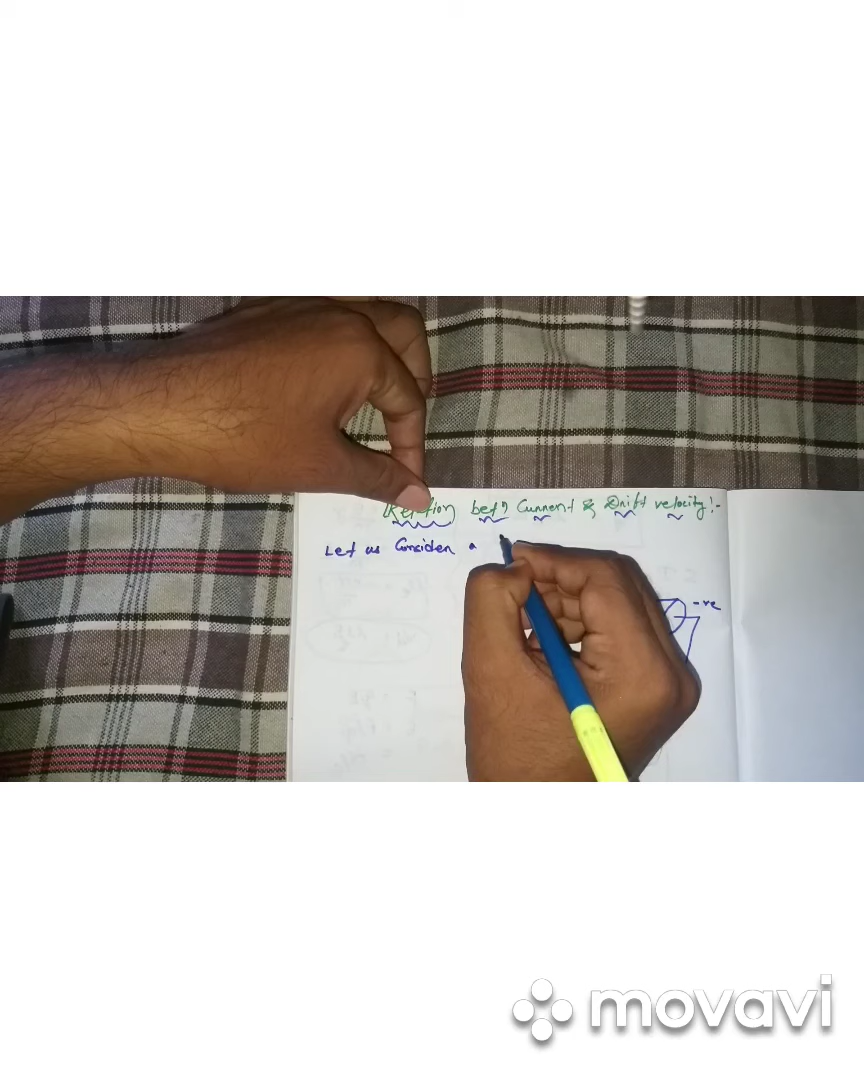 Relation betn Current & Drift velocity:-
Let us Consider a
-ve
movavi